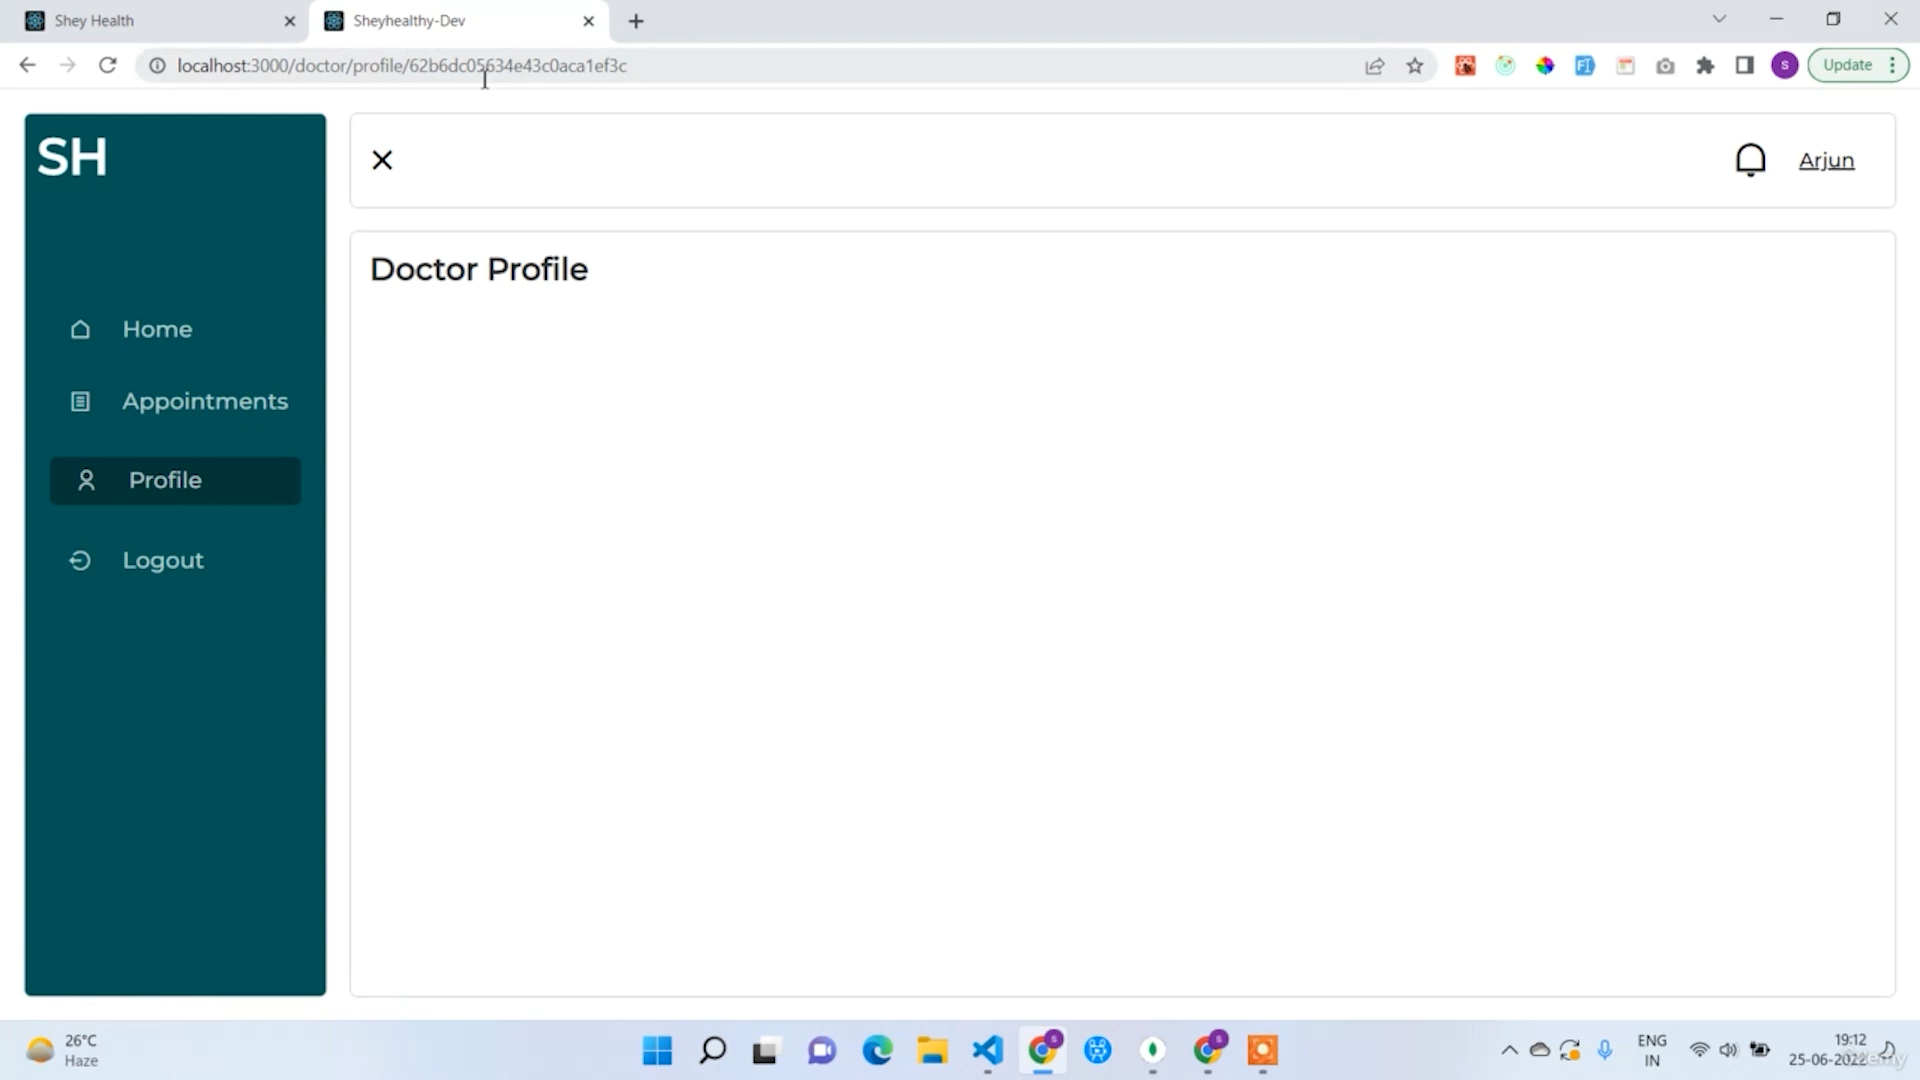 Shey Health
Sheyhealthy-Dev
localhost:3000/doctor/profile/62b6dc05634e43c0aca1ef3c
S
Update
SH
Arjun
Doctor Profile
Home
Appointments
Profile
Logout
26°C
Haze
ENG
IN
19:12
25-06-2022